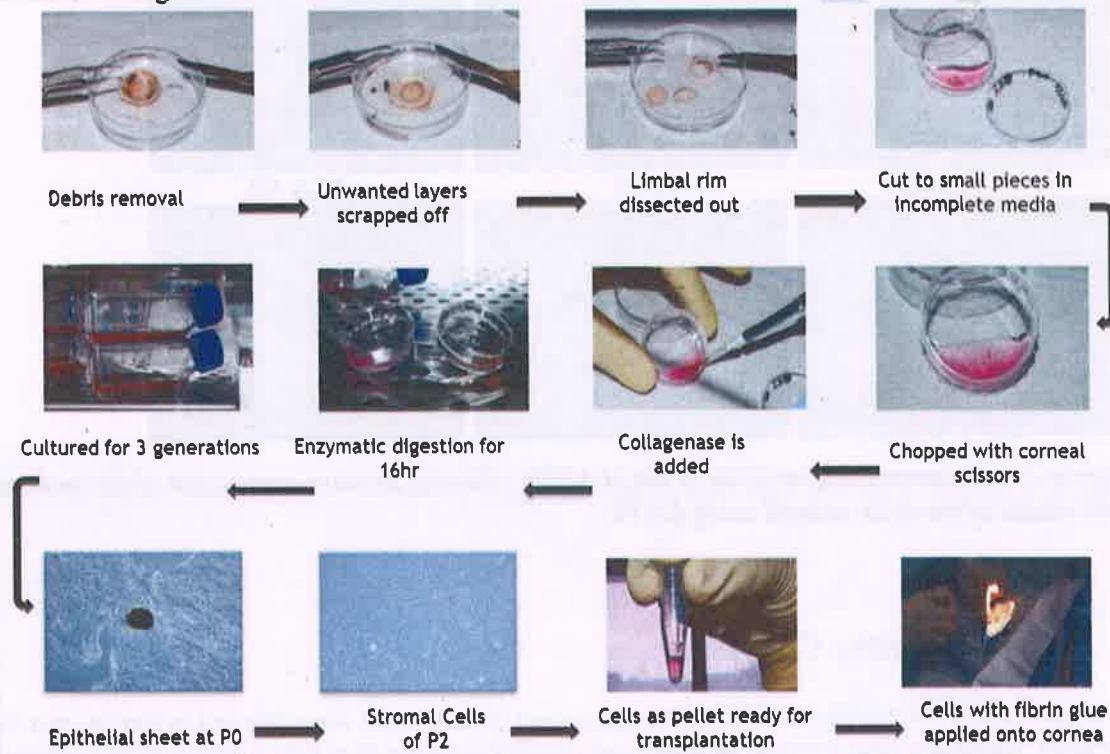 Debris removal
Unwanted layers
scrapped off
Limbal rim
dissected out
Cut to small pieces in
incomplete media
Chopped with corneal
scissors
Collagenase is
added
Enzymatic digestion for
16hr
Cultured for 3 generations
Epithelial sheet at P0
Stromal Cells
of P2
Cells as pellet ready for
transplantation
Cells with fibrin glue
applied onto cornea